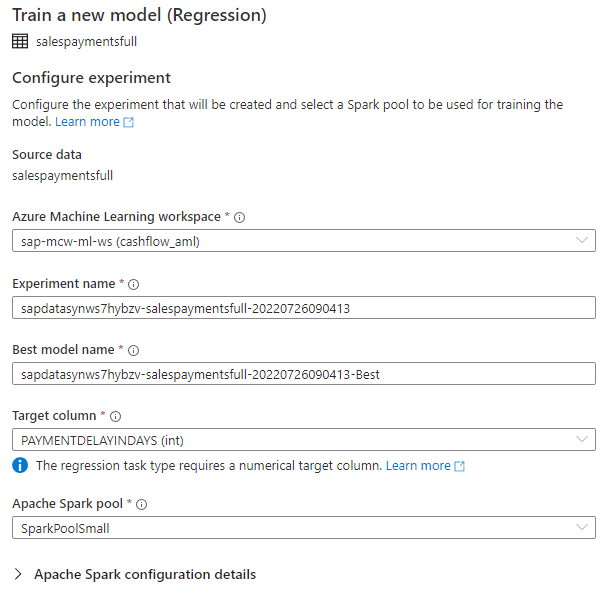 Train a new model (Regression)
salespaymentsfull
Configure experiment
Configure the experiment that will be created and select a Spark pool to be used for training the
model. Learn more
Source data
salespaymentsfull
Azure Machine Learning workspace *
sap-mcw-ml-ws (cashflow_aml)
Experiment name *
sapdatasynws7hybzv-salespaymentsfull-20220726090413
Best model name *
sapdatasynws7hybzv-salespaymentsfull-20220726090413-Best
Target column *
PAYMENTDELAYINDAYS (int)
The regression task type requires a numerical target column. Learn more
Apache Spark pool *
SparkPoolSmall
Apache Spark configuration details